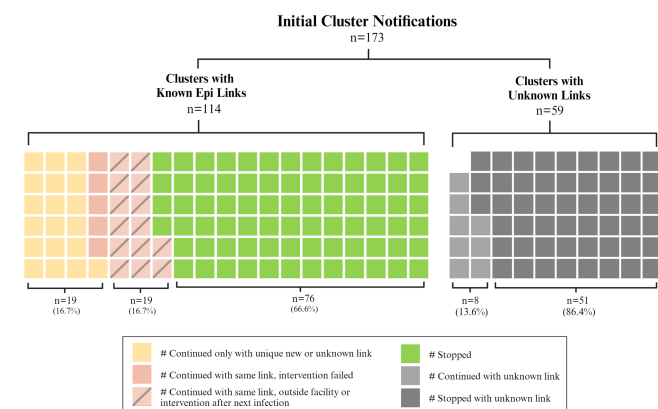 Initial Cluster Notifications
n=173
Clusters with
Known Epi Links
n=114
Clusters with
Unknown Links
n=59
n=19
(16.7%)
n=19
(16.7%)
n=76
(66.6%)
n=8
(13.6%)
n=51
(86.4%)
# Continued only with unique new or unknown link
# Continued with same link, intervention failed
# Continued with same link, outside facility or
intervention after next infection
# Stopped
# Continued with unknown link
# Stopped with unknown link